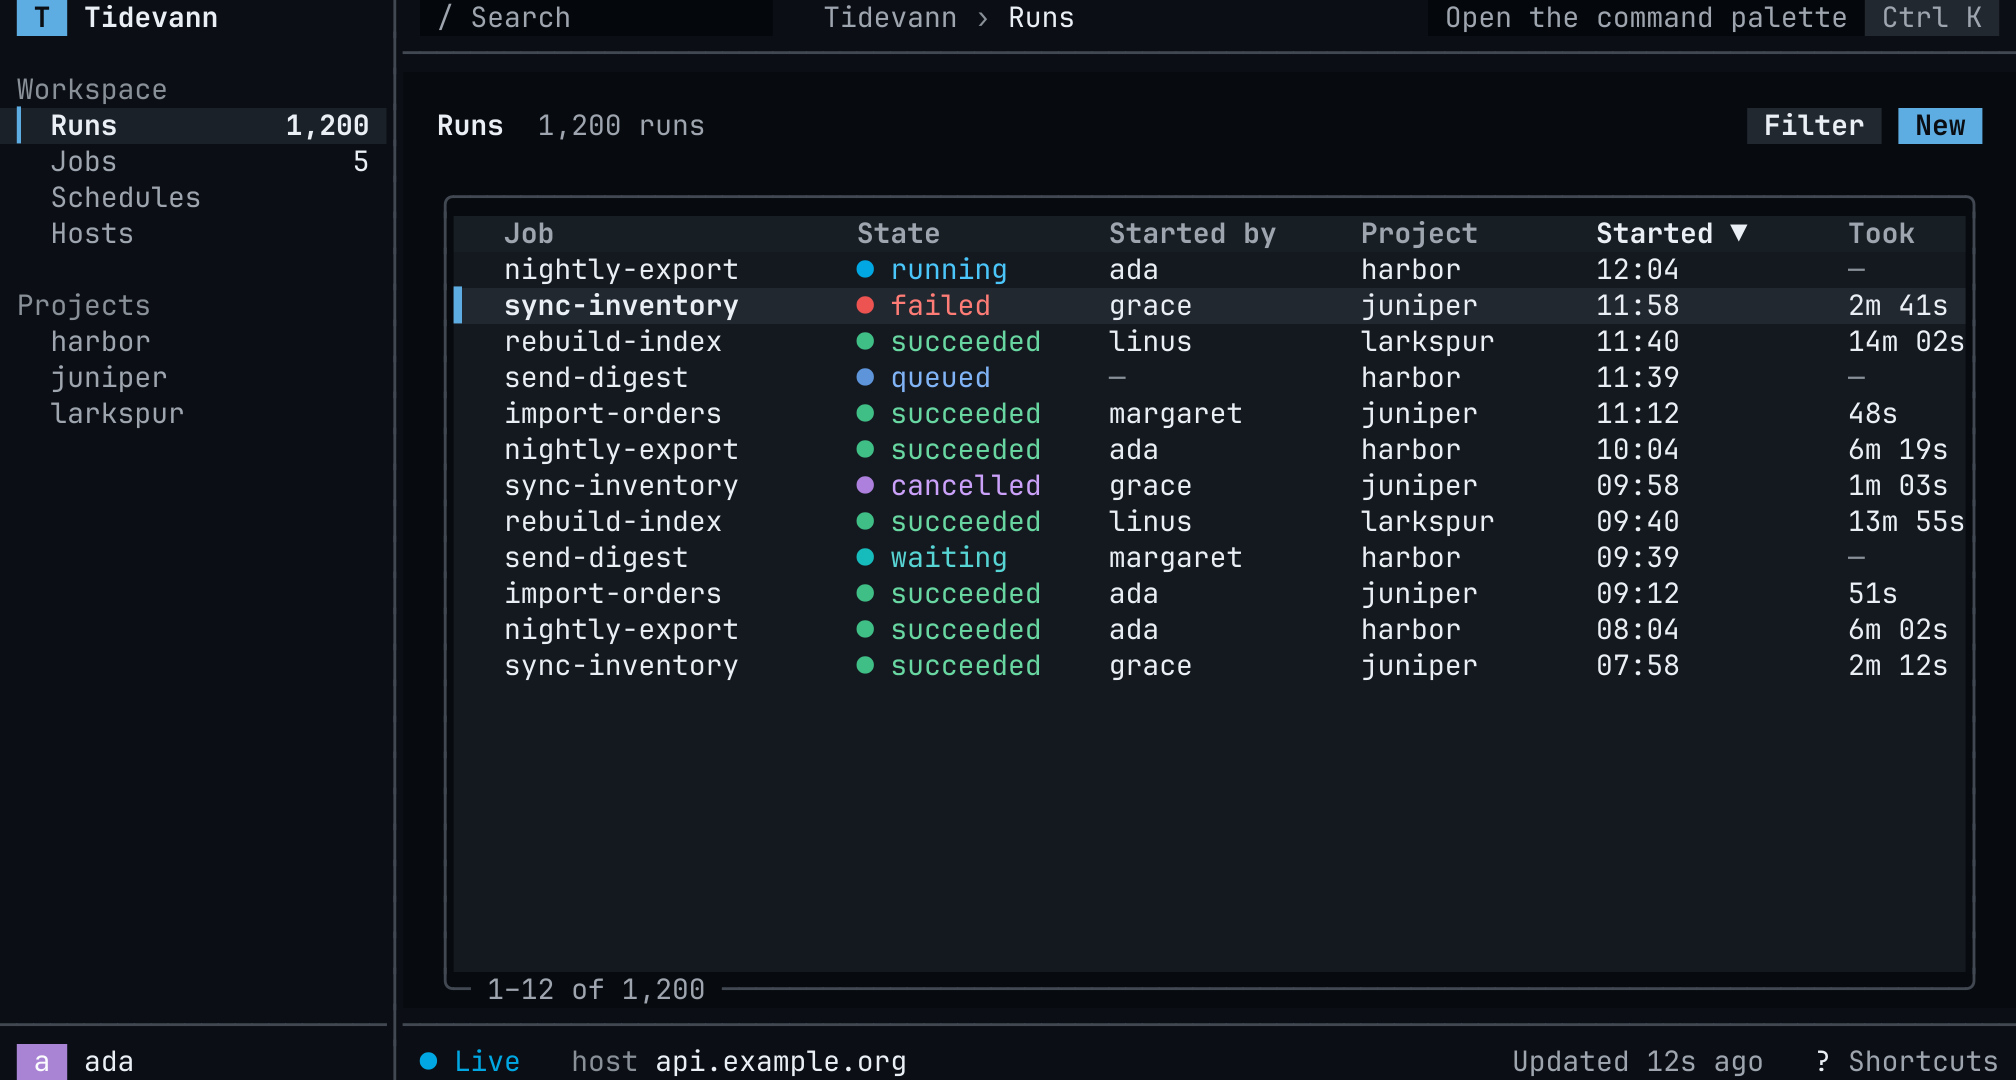 T Tidevann
/ Search Tidevann › Runs Open the command palette Ctrl K
Workspace
Runs 1,200
Jobs 5
Schedules
Hosts
Projects
harbor
juniper
larkspur
Runs 1,200 runs Filter New
Job State Started by Project Started ▼ Took
nightly-export ● running ada harbor 12:04 —
sync-inventory ● failed grace juniper 11:58 2m 41s
rebuild-index ● succeeded linus larkspur 11:40 14m 02s
send-digest ● queued — harbor 11:39 —
import-orders ● succeeded margaret juniper 11:12 48s
nightly-export ● succeeded ada harbor 10:04 6m 19s
sync-inventory ● cancelled grace juniper 09:58 1m 03s
rebuild-index ● succeeded linus larkspur 09:40 13m 55s
send-digest ● waiting margaret harbor 09:39 —
import-orders ● succeeded ada juniper 09:12 51s
nightly-export ● succeeded ada harbor 08:04 6m 02s
sync-inventory ● succeeded grace juniper 07:58 2m 12s
1–12 of 1,200
a ada
● Live host api.example.org Updated 12s ago ? Shortcuts